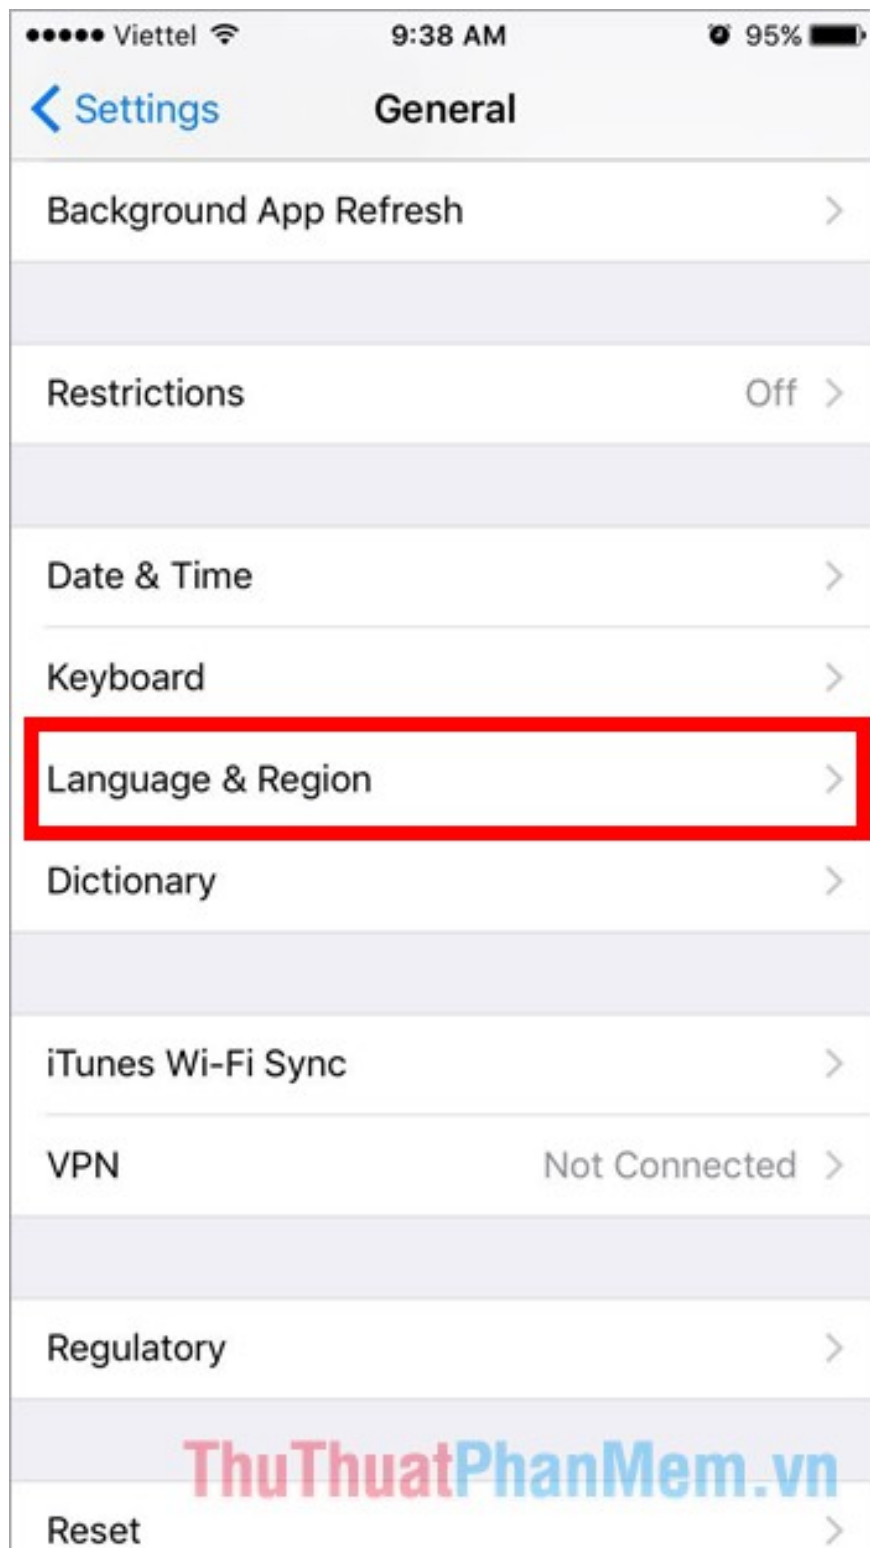 Viettel 9:38 AM 95%
Settings General
Background App Refresh
Restrictions Off
Date & Time
Keyboard
Language & Region
Dictionary
iTunes Wi-Fi Sync
VPN Not Connected
Regulatory
ThuThuatPhanMem.vn
Reset